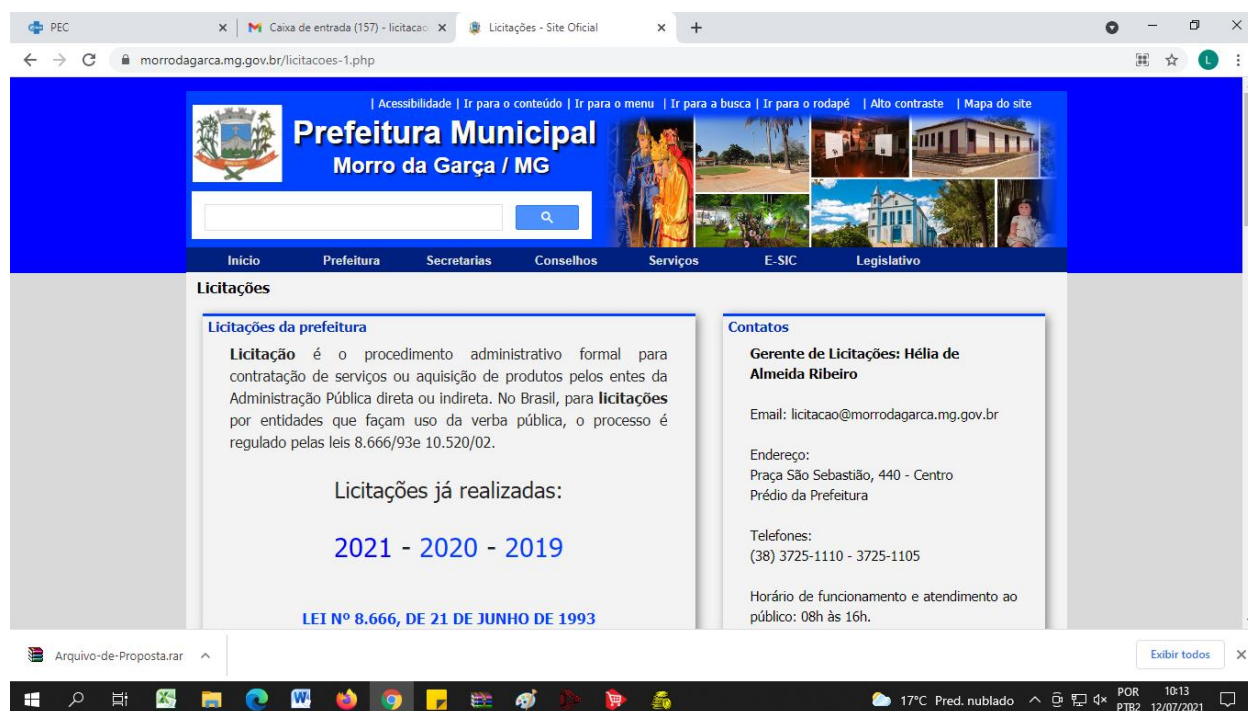 PEC
Caixa de entrada (157) - licitacao
Licitações - Site Oficial
morrodagarca.mg.gov.br/licitacoes-1.php
L
| Acessibilidade | Ir para o conteúdo | Ir para o menu | Ir para a busca | Ir para o rodapé | Alto contraste | Mapa do site
Prefeitura Municipal
Morro da Garça / MG
Início Prefeitura Secretarias Conselhos Serviços E-SIC Legislativo
Licitações
Licitações da prefeitura
Licitação é o procedimento administrativo formal para
contratação de serviços ou aquisição de produtos pelos entes da
Administração Pública direta ou indireta. No Brasil, para licitações
por entidades que façam uso da verba pública, o processo é
regulado pelas leis 8.666/93e 10.520/02.
Licitações já realizadas:
2021 - 2020 - 2019
LEI Nº 8.666, DE 21 DE JUNHO DE 1993
Contatos
Gerente de Licitações: Hélia de
Almeida Ribeiro
Email: licitacao@morrodagarca.mg.gov.br
Endereço:
Praça São Sebastião, 440 - Centro
Prédio da Prefeitura
Telefones:
(38) 3725-1110 - 3725-1105
Horário de funcionamento e atendimento ao
público: 08h às 16h.
Arquivo-de-Proposta.rar
Exibir todos
17°C Pred. nublado
POR
PTB2
10:13
12/07/2021